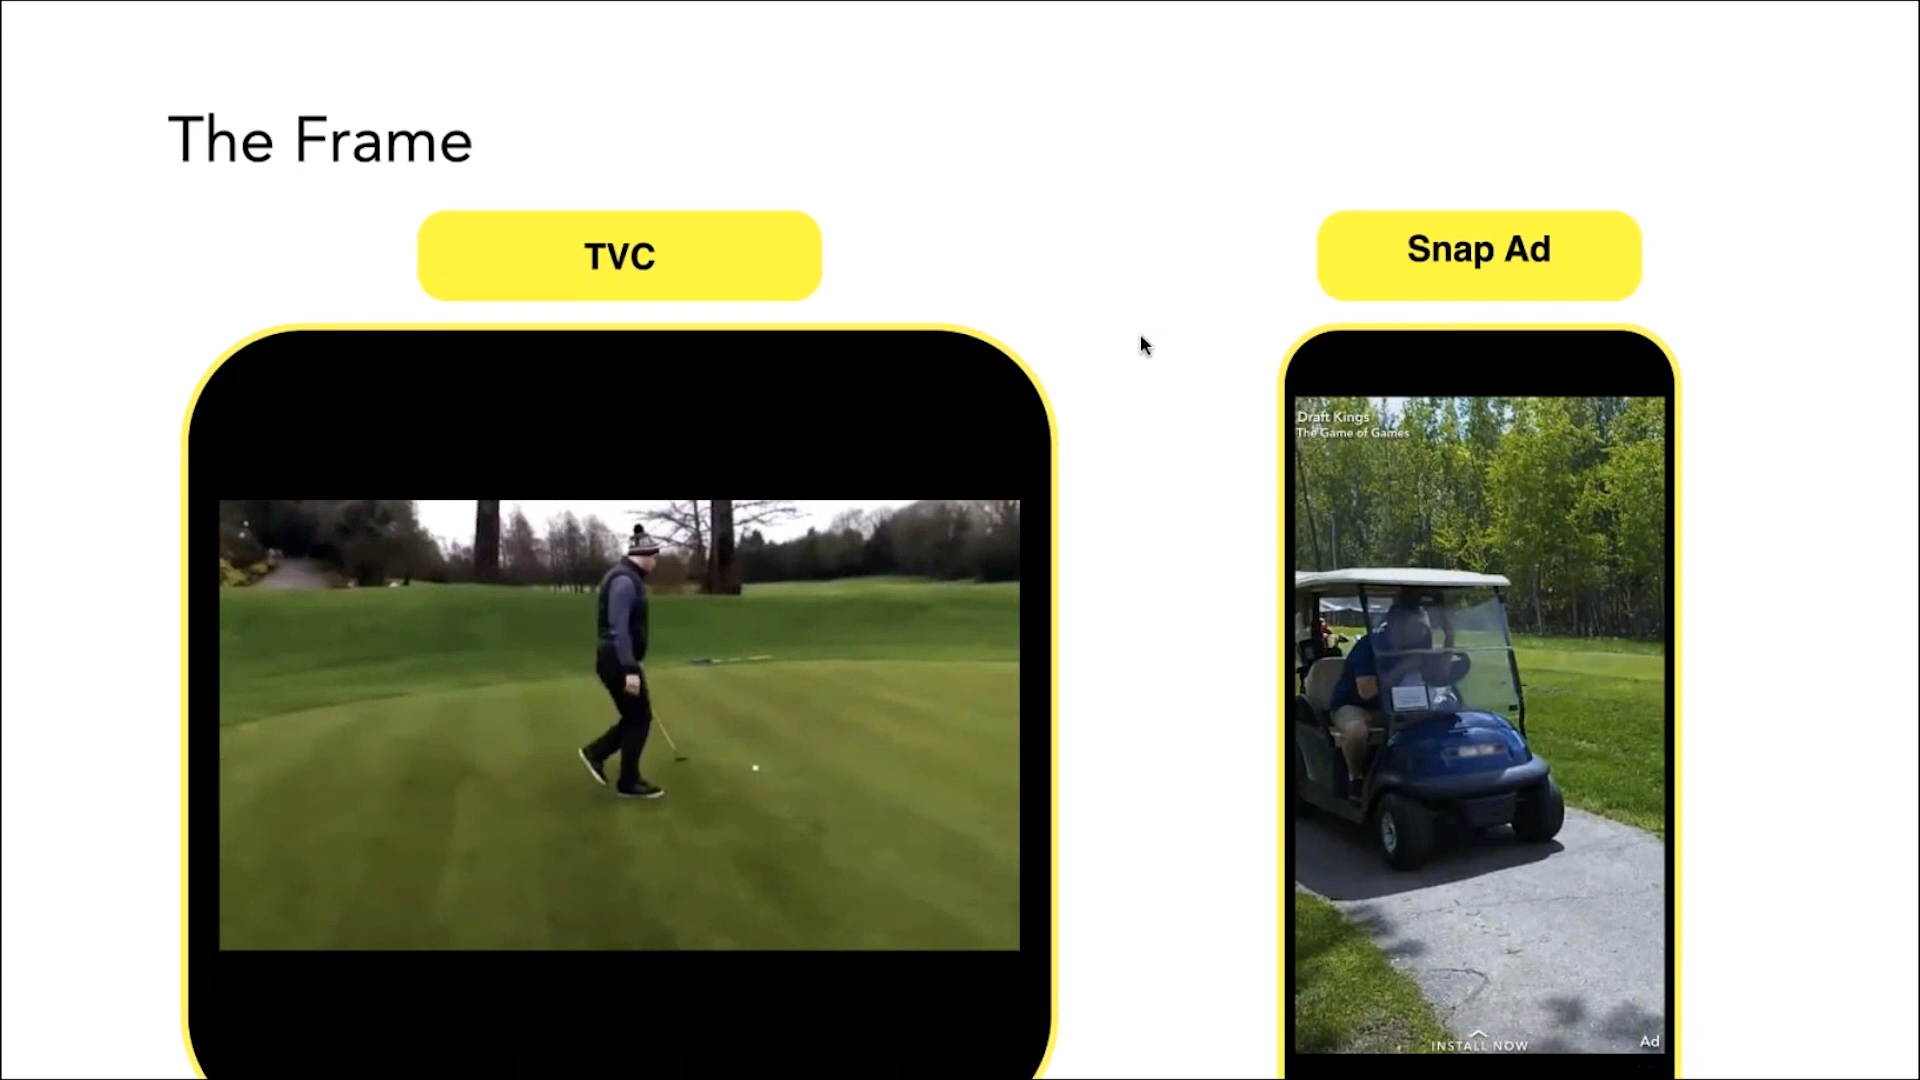 The Frame
TVC
Snap Ad
Draft Kings
The Game of Games
INSTALL NOW
Ad